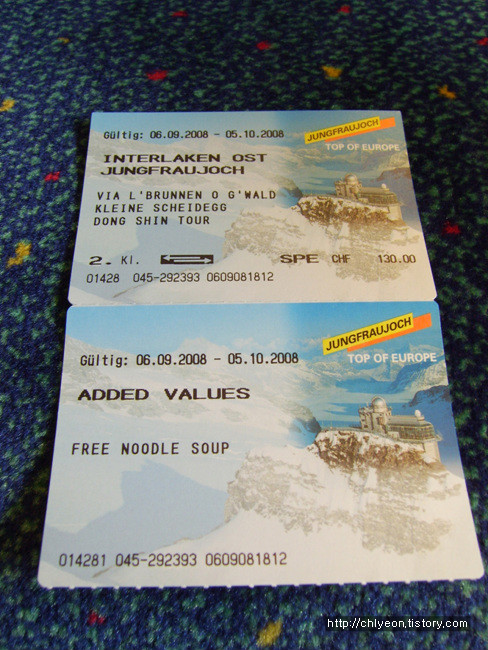 Gültig: 06.09.2008 - 05.10.2008
JUNGFRAUJOCH
TOP OF EUROPE
INTERLAKEN OST
JUNGFRAUJOCH
VIA L'BRUNNEN O G'WALD
KLEINE SCHEIDEGG
DONG SHIN TOUR
2. Kl. SPE CHF 130.00
01428 045-292393 0609081812
JUNGFRAUJOCH
TOP OF EUROPE
Gültig: 06.09.2008 - 05.10.2008
ADDED VALUES
FREE NOODLE SOUP
014281 045-292393 0609081812
http://chlyeon.tistory.com